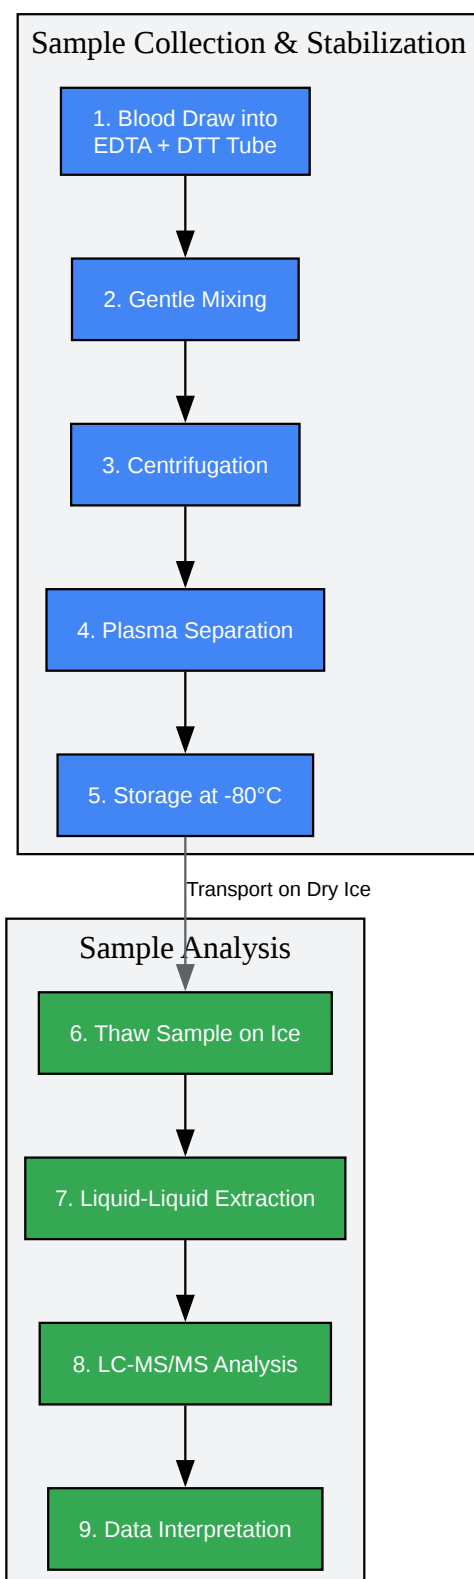 Sample Collection & Stabilization
1. Blood Draw into
EDTA + DTT Tube
2. Gentle Mixing
3. Centrifugation
4. Plasma Separation
5. Storage at -80°C
Transport on Dry Ice
Sample Analysis
6. Thaw Sample on Ice
7. Liquid-Liquid Extraction
8. LC-MS/MS Analysis
9. Data Interpretation